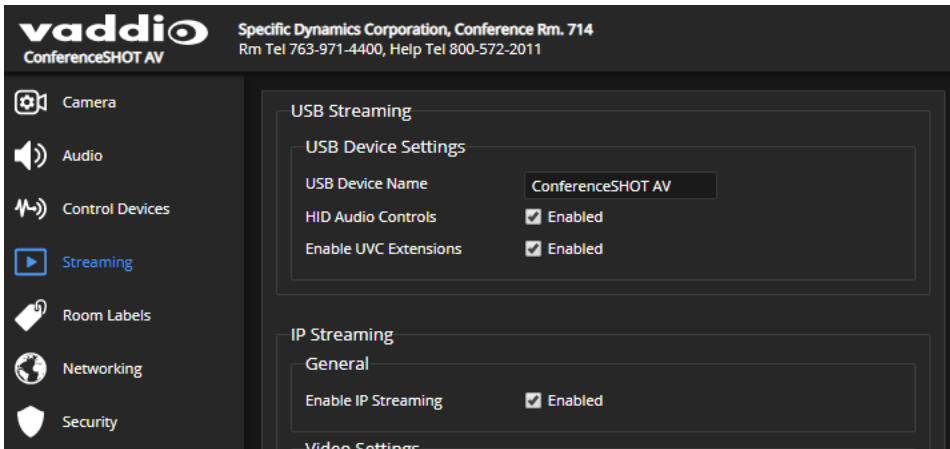 vaddio
ConferenceSHOT AV
Specific Dynamics Corporation, Conference Rm. 714
Rm Tel 763-971-4400, Help Tel 800-572-2011
Camera
Audio
Control Devices
Streaming
Room Labels
Networking
Security
USB Streaming
USB Device Settings
USB Device Name ConferenceSHOT AV
HID Audio Controls Enabled
Enable UVC Extensions Enabled
IP Streaming
General
Enable IP Streaming Enabled
Video Settings